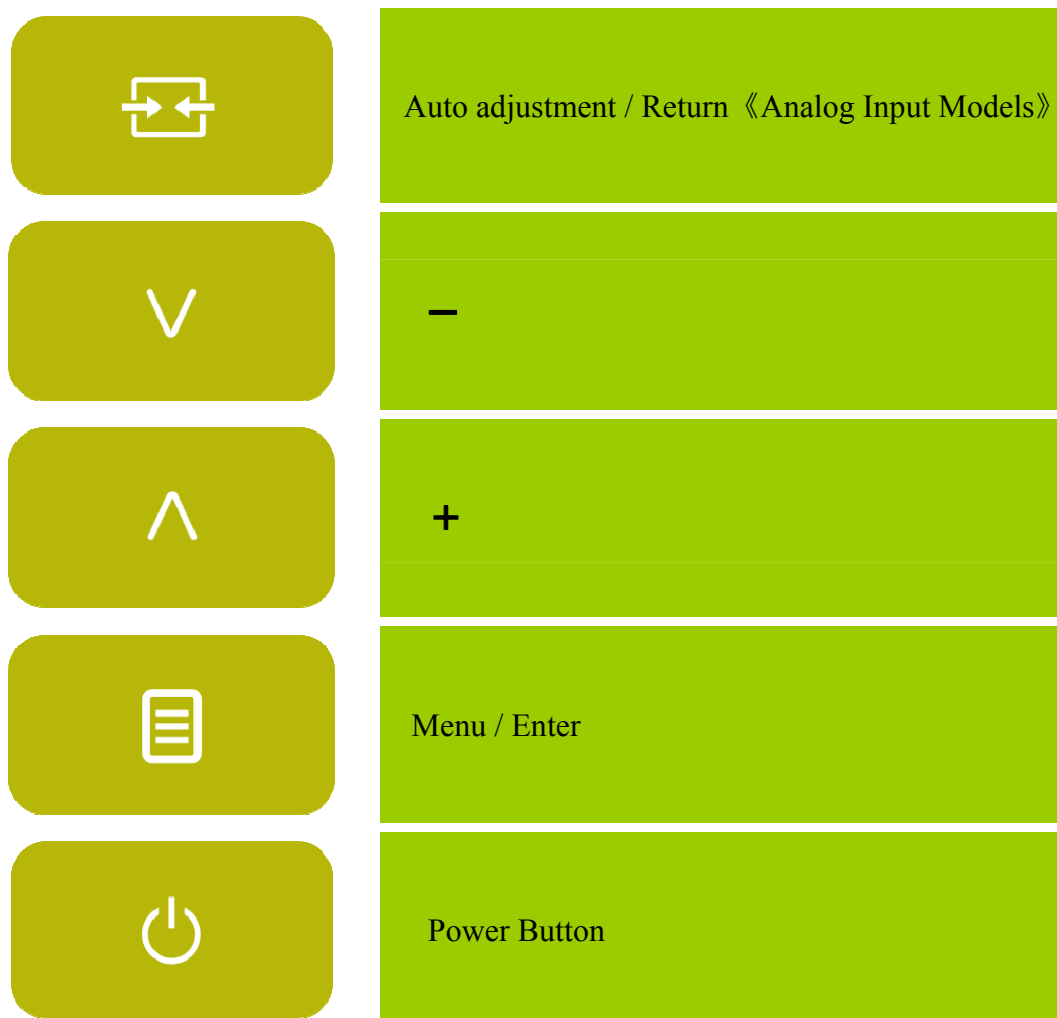 Auto adjustment / Return《Analog Input Models》
−
+
Menu / Enter
Power Button